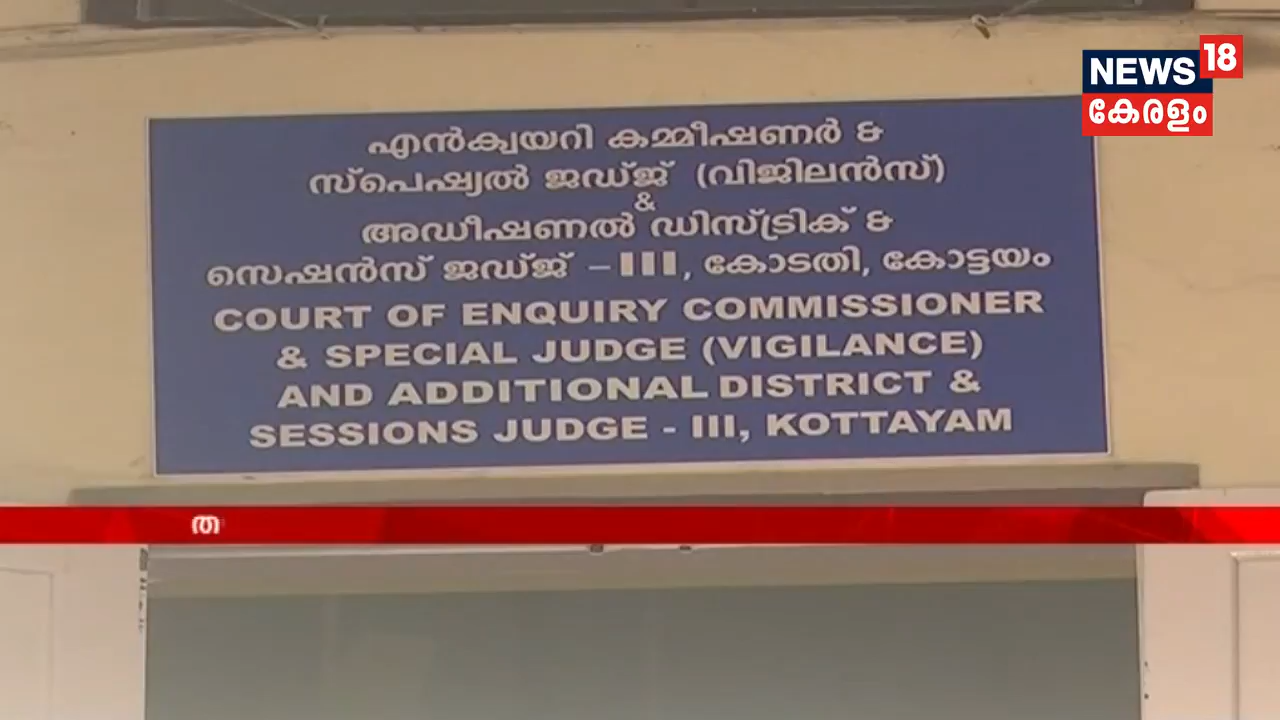 NEWS 18
കേരളം
എൻക്വയറി കമ്മീഷണർ &
സ്പെഷ്യൽ ജഡ്ജ് (വിജിലൻസ്)
&
അഡീഷണൽ ഡിസ്ട്രിക് &
സെഷൻസ് ജഡ്ജ് – III, കോടതി, കോട്ടയം
COURT OF ENQUIRY COMMISSIONER
& SPECIAL JUDGE (VIGILANCE)
AND ADDITIONAL DISTRICT &
SESSIONS JUDGE - III, KOTTAYAM
ത